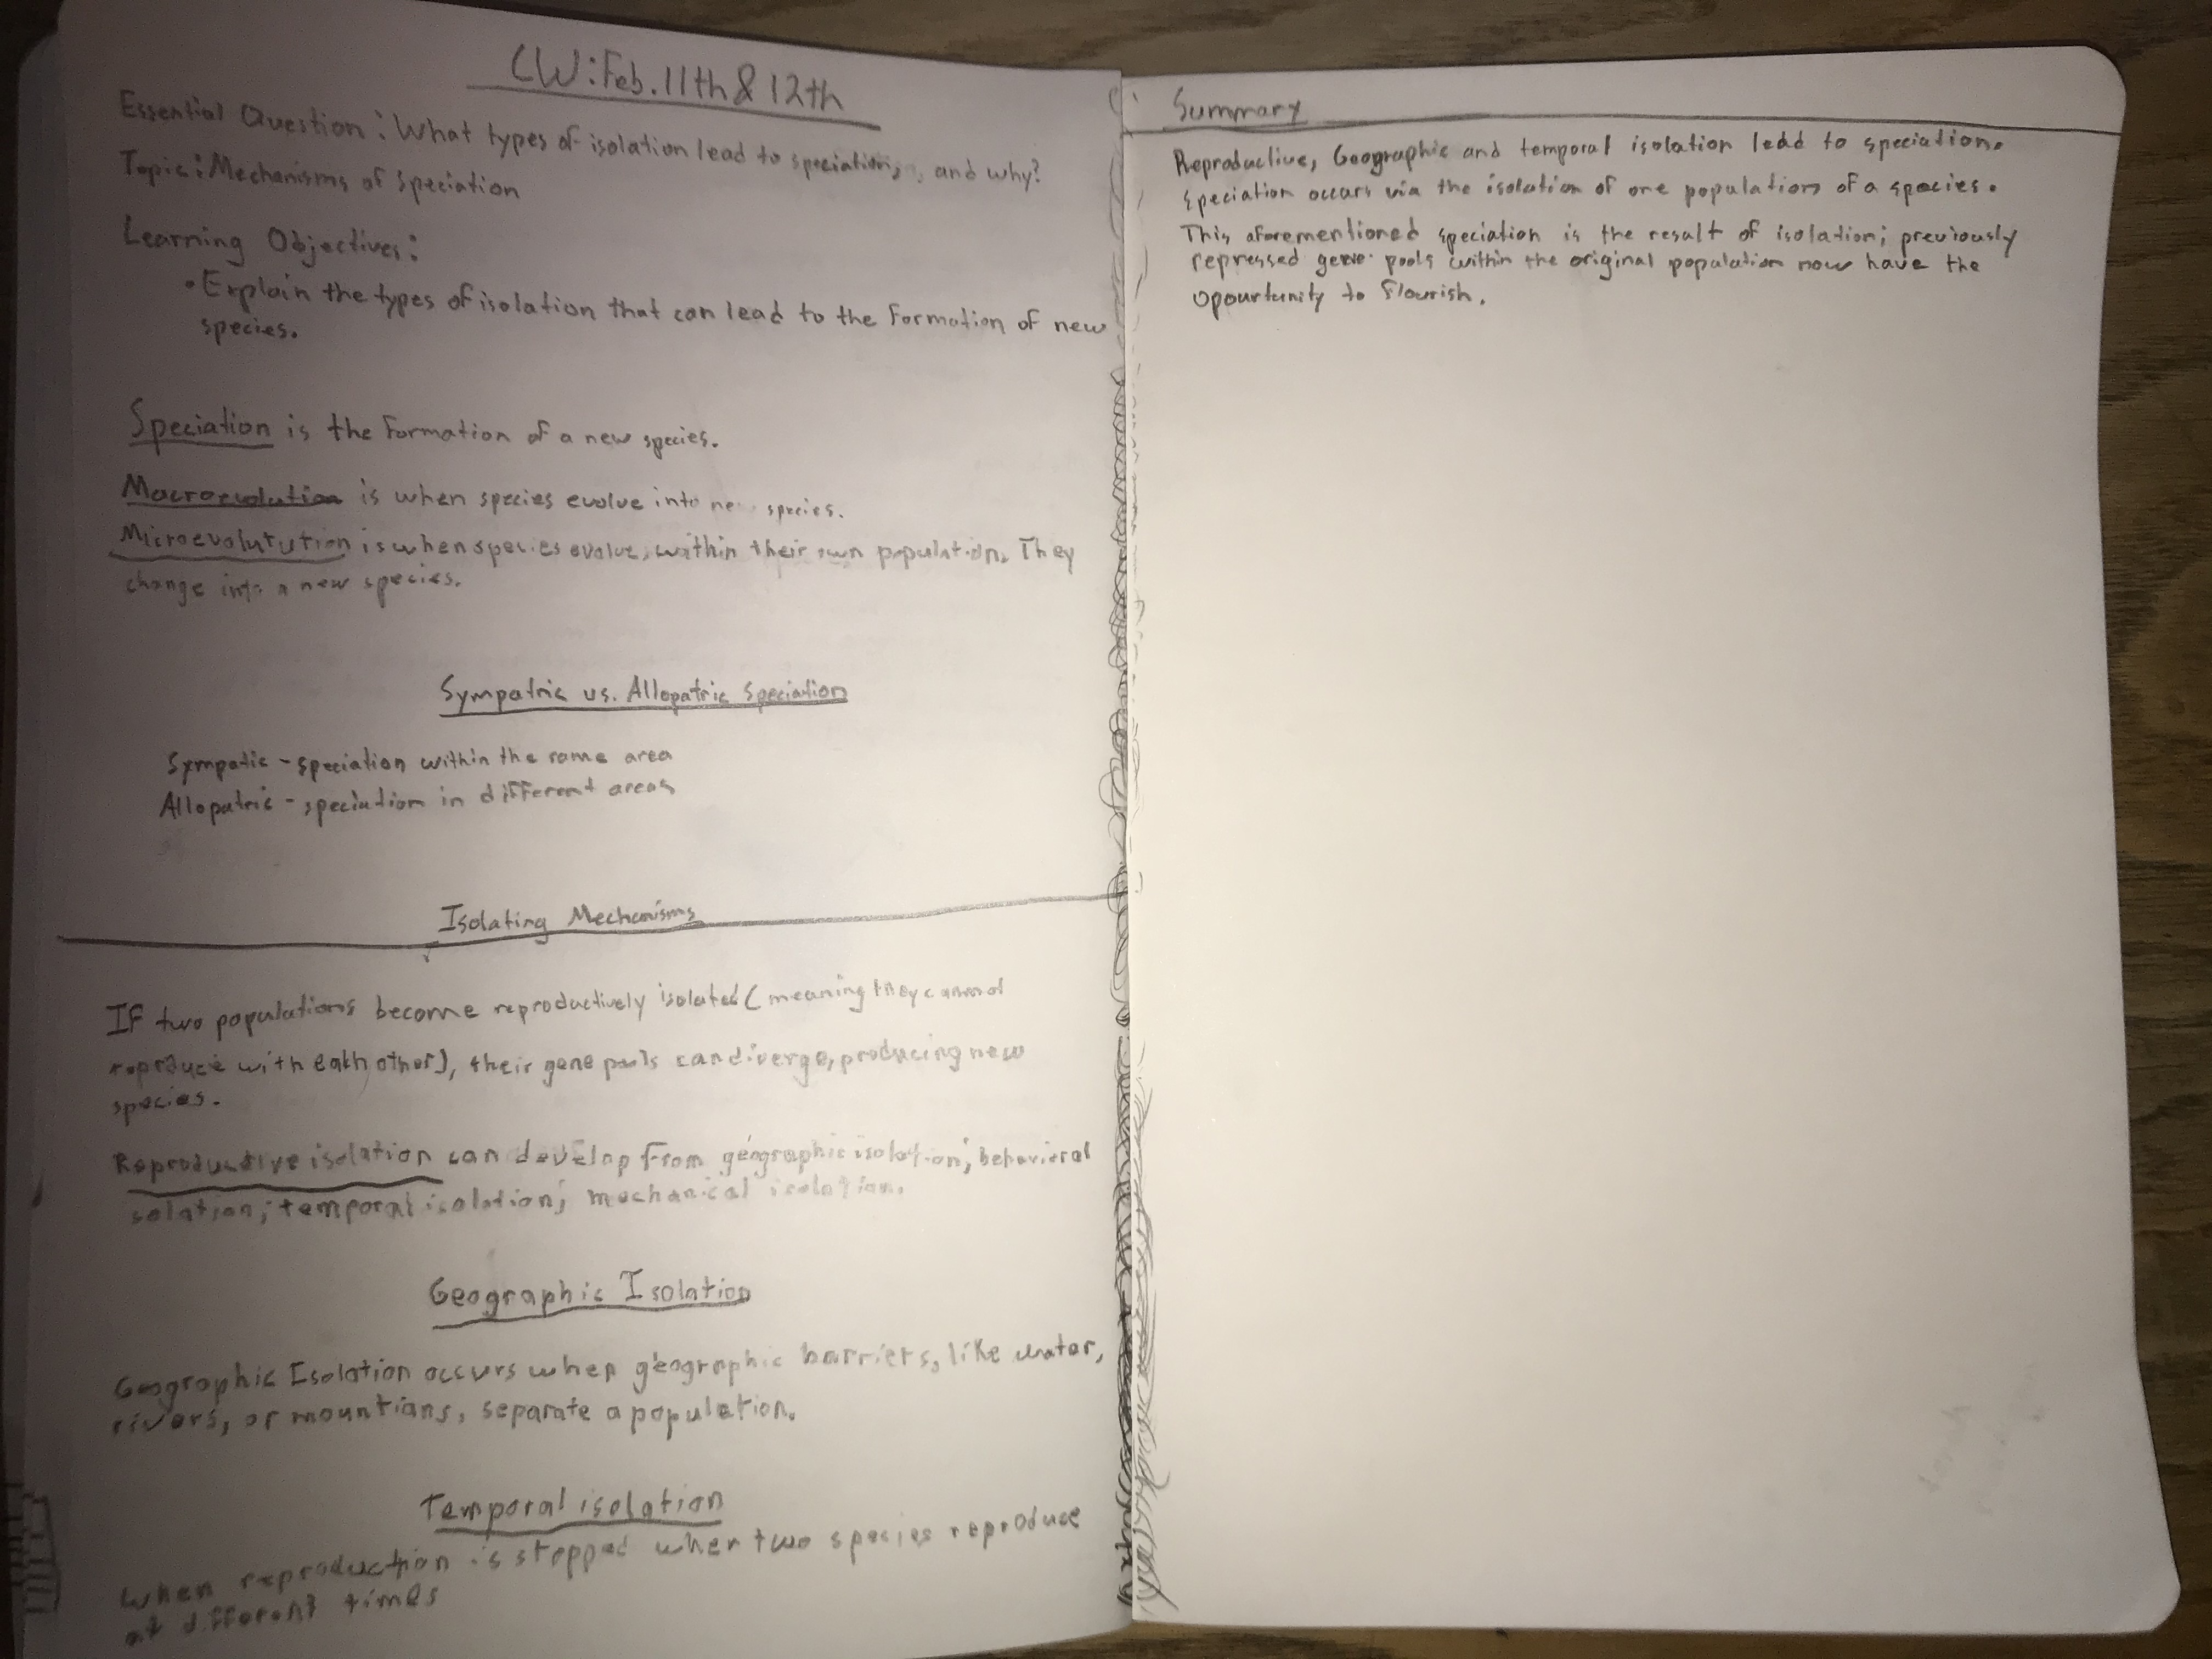 CW: Feb. 11th & 12th
Essential Question: What types of isolation lead to speciation, and why?
Topic: Mechanisms of speciation
Learning Objectives:
• Explain the types of isolation that can lead to the formation of new
species.
Speciation is the formation of a new species.
Macroevolution is when species evolve into new species.
Microevolutution is when species evolve, within their own population. They
change into a new species.
Sympatric vs. Allopatric Speciation
Sympatic - speciation within the same area
Allopatric - speciation in different areas
Isolating Mechanisms
If two populations become reproductively isolated (meaning they cannot
reproduce with eath other), their gene pools can diverge, producing new
species.
Reproductive isolation can develop from geographic isolation; behavioral
isolation; temporal isolation; mechanical isolation.
Geographic Isolation
Geographic Isolation occurs when geographic barriers, like water,
rivers, or mountians, separate a population.
Temporal isolation
When reproduction is stopped when two species reproduce
at different times
Summary
Reproductive, Geographic and temporal isolation lead to speciation.
Speciation occurs via the isolation of one population of a species.
This aforementioned speciation is the result of isolation; previously
repressed gene pools within the original population now have the
opourtunity to flourish.